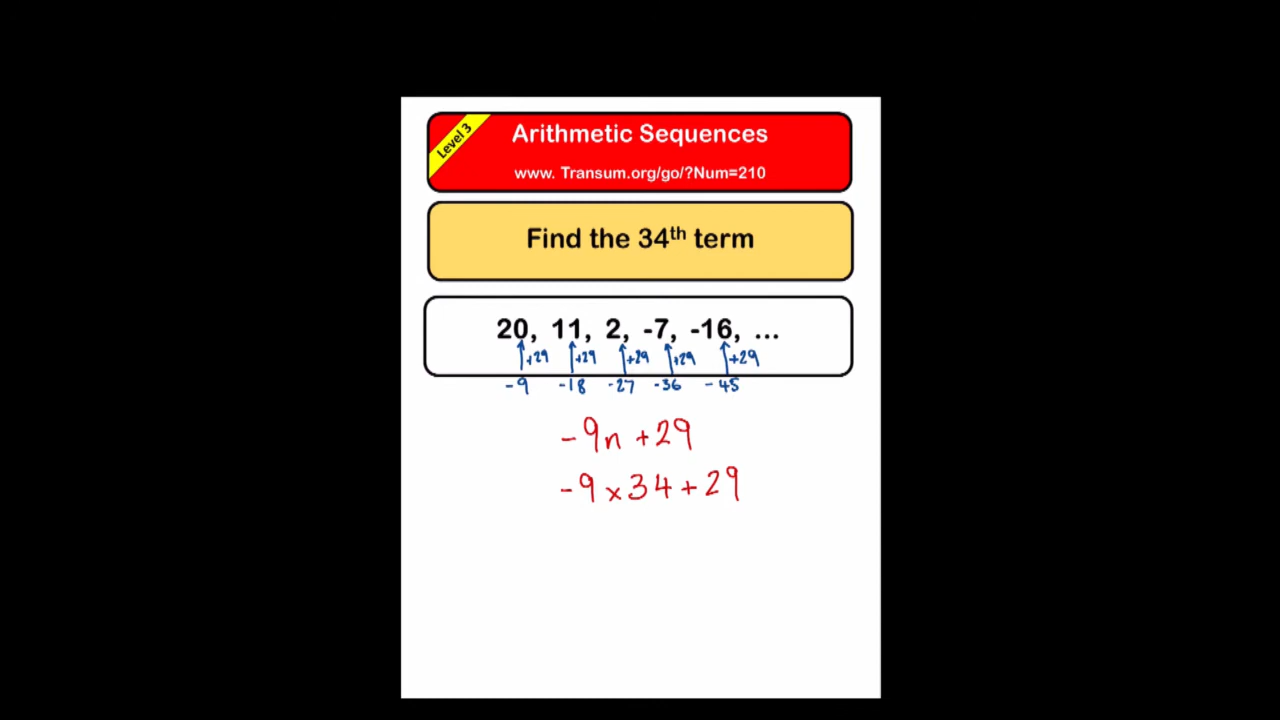 Level 3
Arithmetic Sequences
www. Transum.org/go/?Num=210
Find the 34th term
20, 11, 2, -7, -16, ...
+29 +29 +29 +29 +29
-9 -18 -27 -36 -45
-9n +29
-9 x 34 + 29